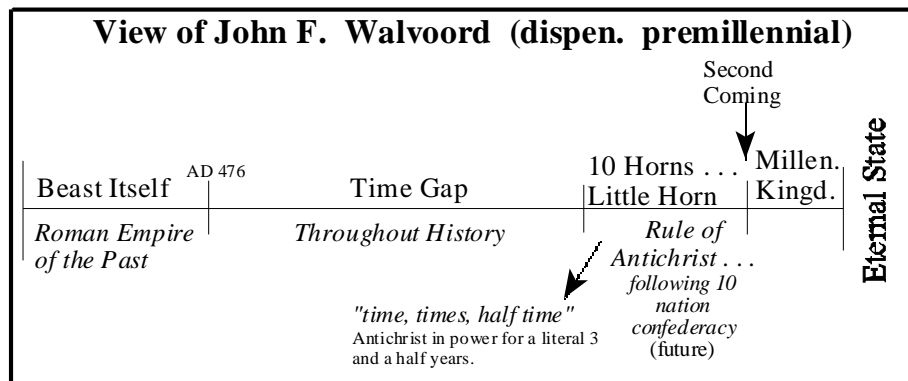 View of John F. Walvoord (dispen. premillennial)
Second
Coming
Beast Itself
AD 476
Time Gap
10 Horns . . .
Little Horn
Millen.
Kingd.
Eternal State
Roman Empire
of the Past
Throughout History
Rule of
Antichrist . . .
following 10
nation
confederacy
(future)
"time, times, half time"
Antichrist in power for a literal 3
and a half years.